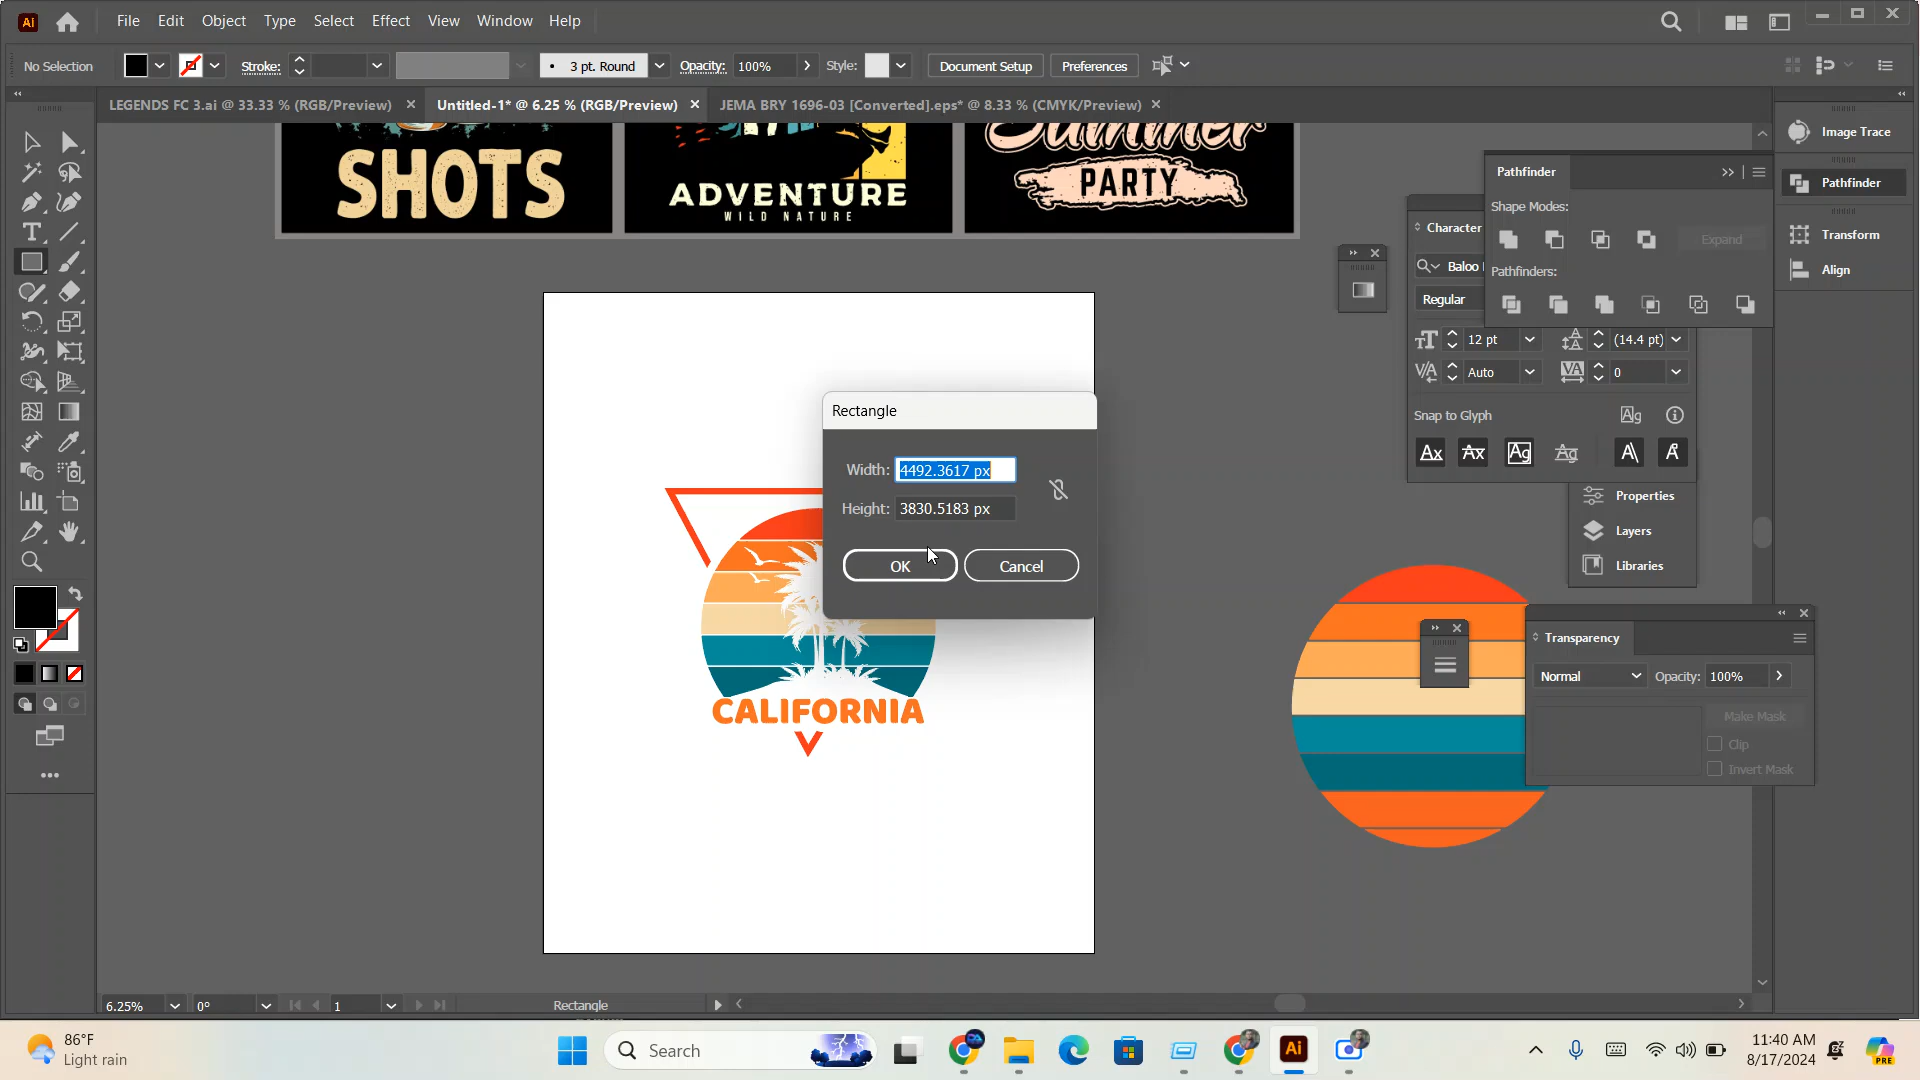 Ai File Edit Object Type Select Effect View Window Help
No Selection Stroke: 3 pt. Round Opacity: 100% Style: Document Setup Preferences
LEGENDS FC 3.ai @ 33.33 % (RGB/Preview) Untitled-1* @ 6.25 % (RGB/Preview) JEMA BRY 1696-03 [Converted].eps* @ 8.33 % (CMYK/Preview)
SHOTS
ADVENTURE
WILD NATURE
Summer
PARTY
Image Trace
Pathfinder
Transform
Align
Pathfinder
Shape Modes:
Expand
Pathfinders:
Character
Baloo
Regular
12 pt (14.4 pt)
Auto 0
Snap to Glyph
Properties
Layers
Libraries
Rectangle
Width: 4492.3617 px
Height: 3830.5183 px
OK Cancel
CALIFORNIA
Transparency
Normal Opacity: 100%
Make Mask
Clip
Invert Mask
6.25% 0° 1 Rectangle
86°F
Light rain
Search
Ai
11:40 AM
8/17/2024
PRE